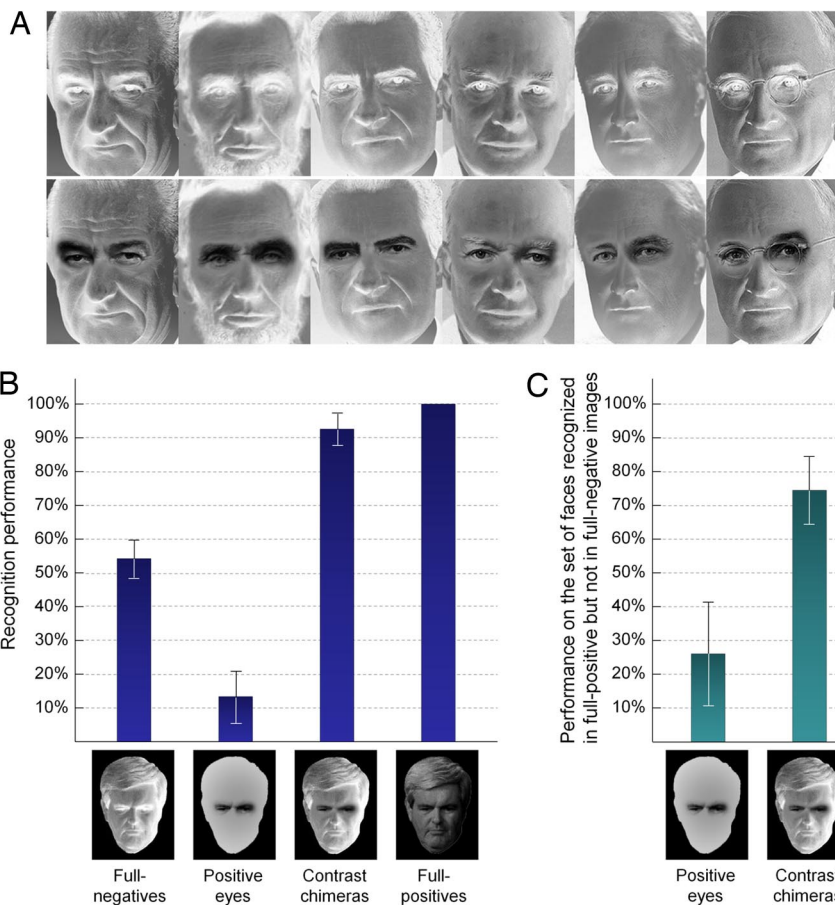 A
B
Recognition performance
100%
90%
80%
70%
60%
50%
40%
30%
20%
10%
Full-
negatives
Positive
eyes
Contrast
chimeras
Full-
positives
C
Performance on the set of faces recognized
in full-positive but not in full-negative images
100%
90%
80%
70%
60%
50%
40%
30%
20%
10%
Positive
eyes
Contras
chimeras